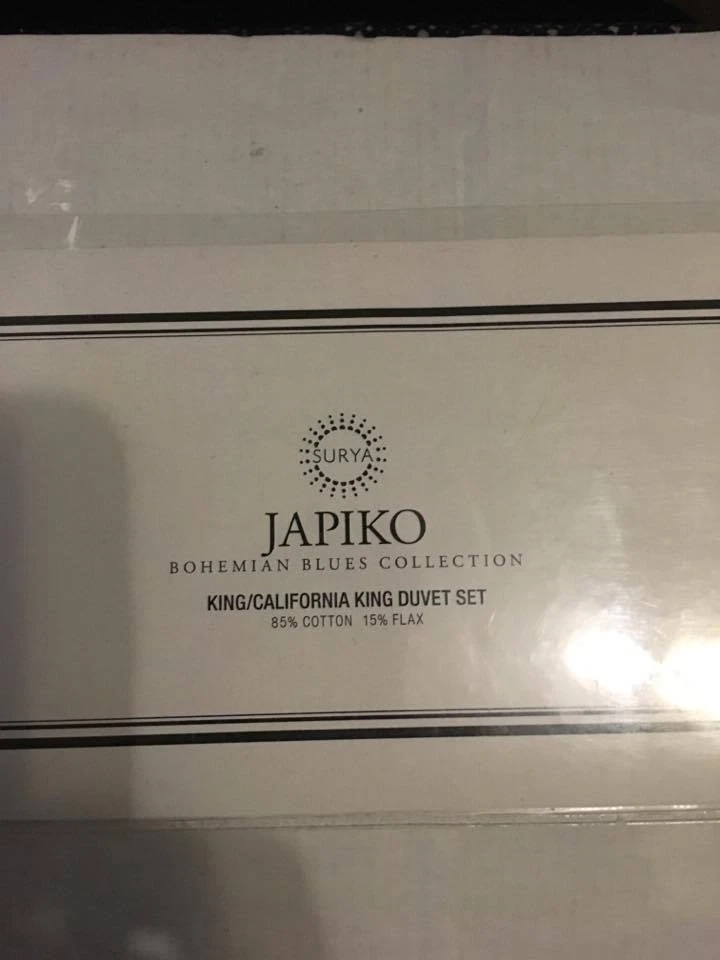 SURYA
JAPIKO
BOHEMIAN BLUES COLLECTION
KING/CALIFORNIA KING DUVET SET
85% COTTON 15% FLAX